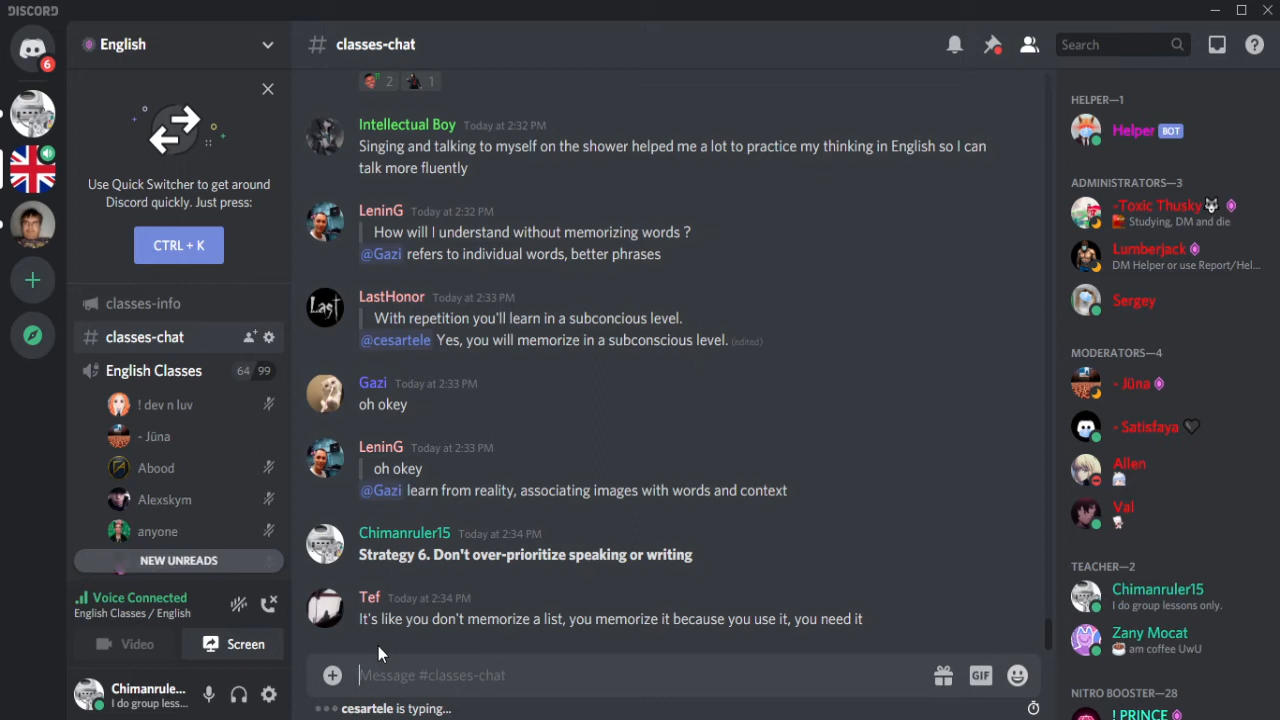 DISCORD
6
English
Use Quick Switcher to get around
Discord quickly. Just press:
CTRL + K
classes-info
classes-chat
English Classes
64 99
! dev n luv
- Jüna
Abood
Alexskym
anyone
NEW UNREADS
Voice Connected
English Classes / English
Video
Screen
Chimanrule...
I do group less...
# classes-chat
Search
2
1
Intellectual Boy Today at 2:32 PM
Singing and talking to myself on the shower helped me a lot to practice my thinking in English so I can
talk more fluently
LeninG Today at 2:32 PM
How will I understand without memorizing words ?
@Gazi refers to individual words, better phrases
LastHonor Today at 2:33 PM
Last
With repetition you'll learn in a subconcious level.
@cesartele Yes, you will memorize in a subconscious level. (edited)
Gazi Today at 2:33 PM
oh okey
LeninG Today at 2:33 PM
oh okey
@Gazi learn from reality, associating images with words and context
Chimanruler15 Today at 2:34 PM
Strategy 6. Don't over-prioritize speaking or writing
Tef Today at 2:34 PM
It's like you don't memorize a list, you memorize it because you use it, you need it
Message #classes-chat
GIF
cesartele is typing...
HELPER—1
Helper BOT
ADMINISTRATORS—3
-Toxic Thusky
Studying, DM and die
Lumberjack
DM Helper or use Report/Hel...
Sergey
MODERATORS—4
- Jüna
- Satisfaya
Allen
Val
TEACHER—2
Chimanruler15
I do group lessons only.
Zany Mocat
am coffee UwU
NITRO BOOSTER—28
! PRINCE